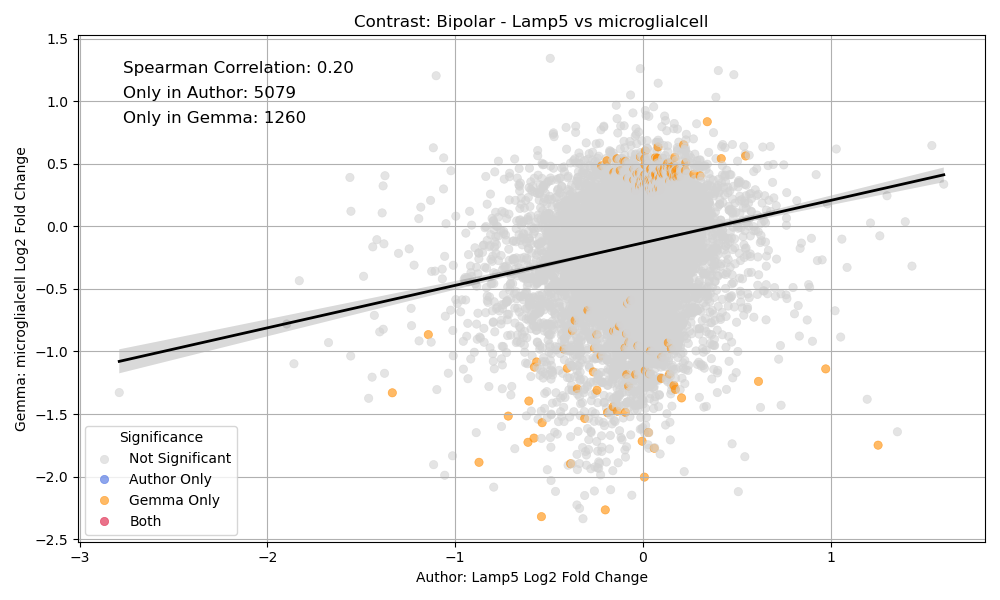 Contrast: Bipolar - Lamp5 vs microglialcell
Gemma: microglialcell Log2 Fold Change
1.5
1.0
0.5
0.0
−0.5
−1.0
−1.5
−2.0
−2.5
Spearman Correlation: 0.20
Only in Author: 5079
Only in Gemma: 1260
Significance
Not Significant
Author Only
Gemma Only
Both
−3
−2
−1
0
1
Author: Lamp5 Log2 Fold Change